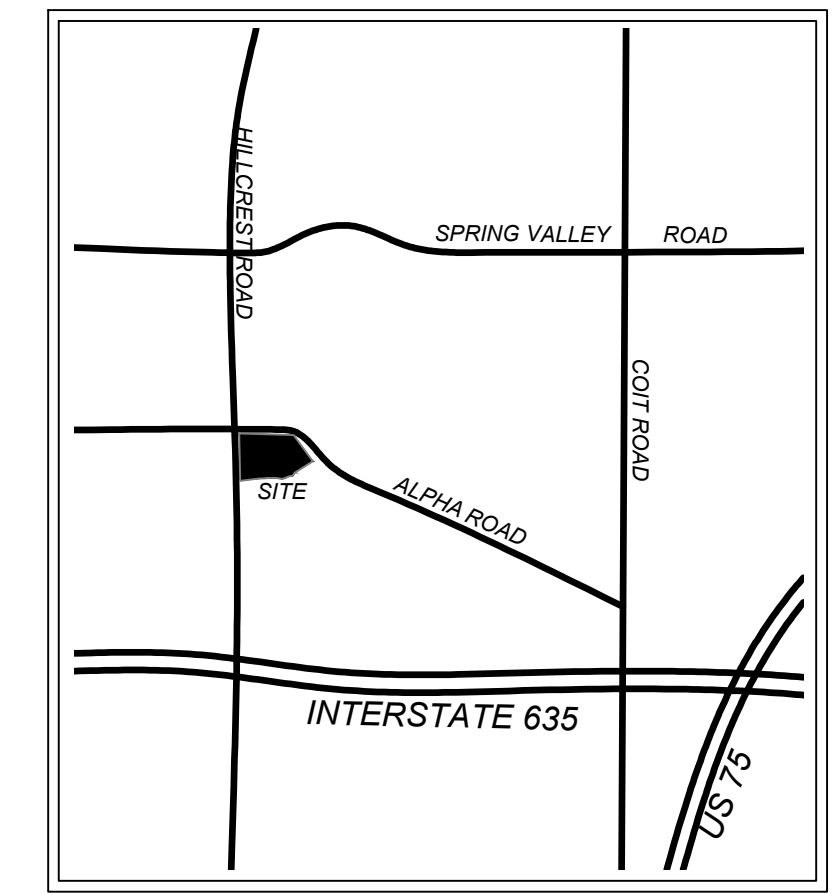 HILLCREST ROAD
SPRING VALLEY ROAD
COIT ROAD
SITE
ALPHA ROAD
INTERSTATE 635
US 75